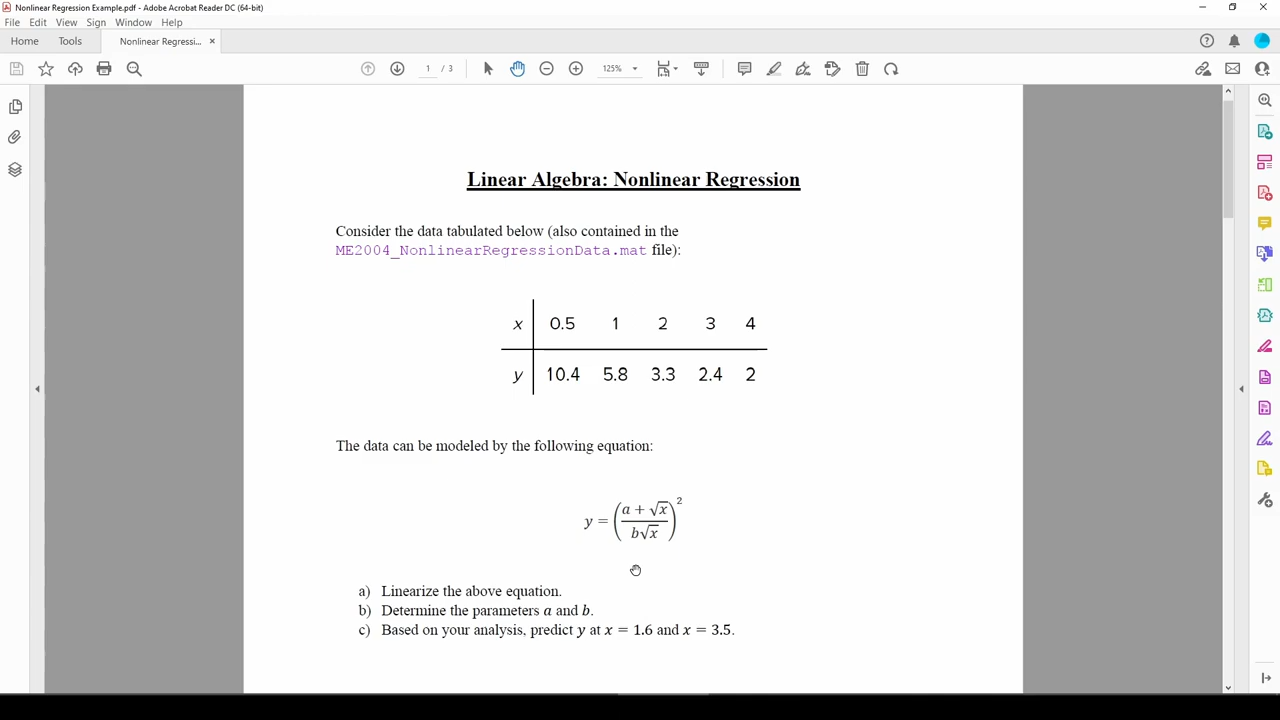 Nonlinear Regression Example.pdf - Adobe Acrobat Reader DC (64-bit)
File Edit View Sign Window Help
Home Tools Nonlinear Regressi... ×
1 / 3 125%
Linear Algebra: Nonlinear Regression
Consider the data tabulated below (also contained in the
ME2004_NonlinearRegressionData.mat file):
x 0.5 1 2 3 4
y 10.4 5.8 3.3 2.4 2
The data can be modeled by the following equation:
y = ((a + √x) / (b√x))²
a) Linearize the above equation.
b) Determine the parameters a and b.
c) Based on your analysis, predict y at x = 1.6 and x = 3.5.